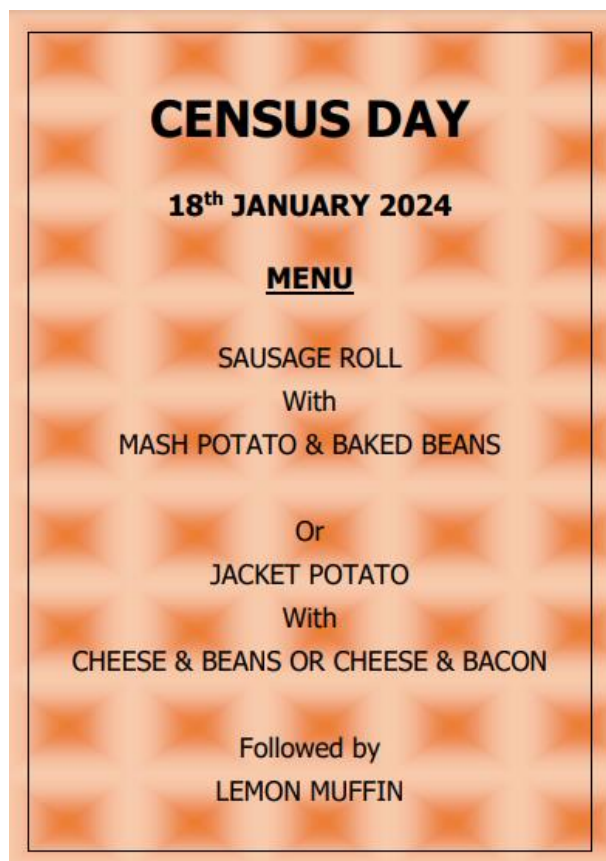 CENSUS DAY
18th JANUARY 2024
MENU
SAUSAGE ROLL
With
MASH POTATO & BAKED BEANS
Or
JACKET POTATO
With
CHEESE & BEANS OR CHEESE & BACON
Followed by
LEMON MUFFIN